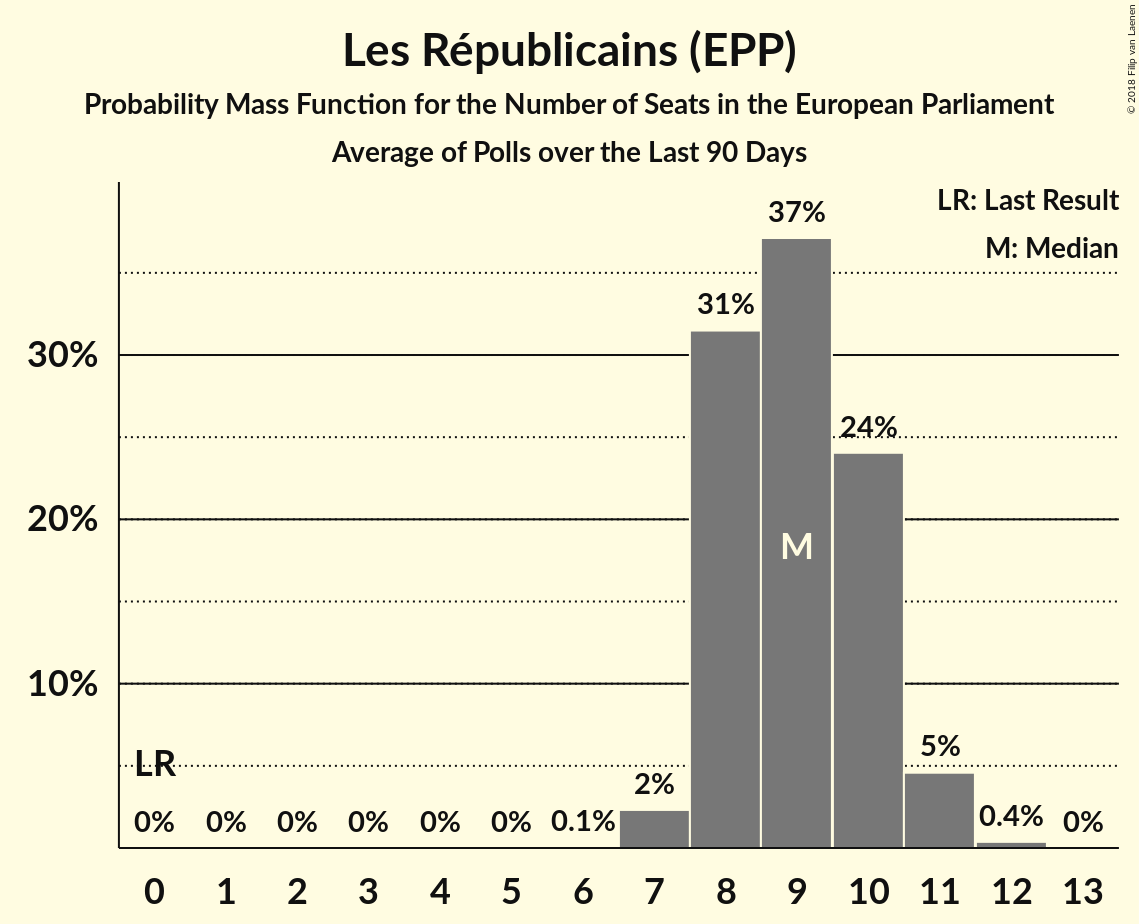 Les Républicains (EPP)
Probability Mass Function for the Number of Seats in the European Parliament
Average of Polls over the Last 90 Days
© 2018 Filip van Laenen
LR: Last Result
M: Median
30%
20%
10%
LR
M
0% 0% 0% 0% 0% 0% 0.1% 2% 31% 37% 24% 5% 0.4% 0%
0 1 2 3 4 5 6 7 8 9 10 11 12 13